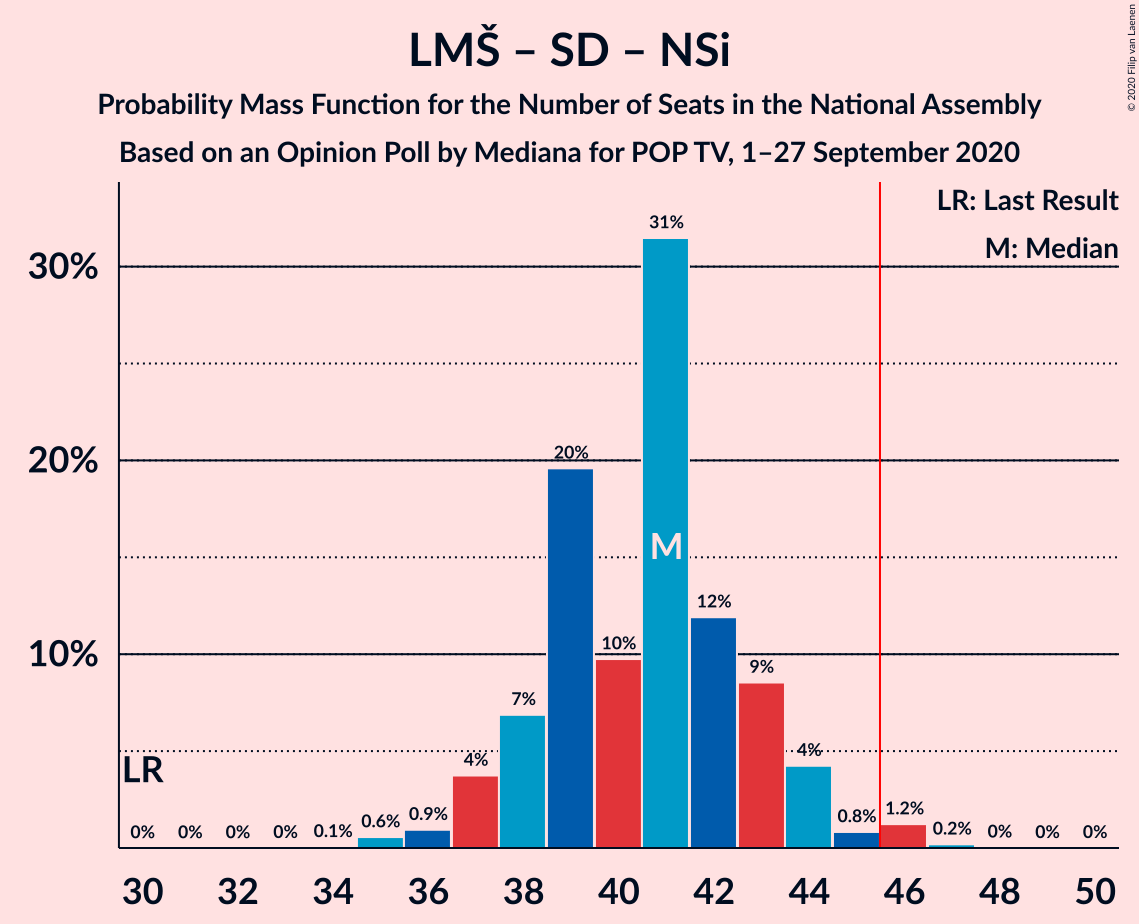 LMŠ – SD – NSi
Probability Mass Function for the Number of Seats in the National Assembly
Based on an Opinion Poll by Mediana for POP TV, 1–27 September 2020
© 2020 Filip van Laenen
LR: Last Result
M: Median
30%
20%
10%
LR
M
0%
0%
0%
0%
0.1%
0.6%
0.9%
4%
7%
20%
10%
31%
12%
9%
4%
0.8%
1.2%
0.2%
0%
0%
0%
30 32 34 36 38 40 42 44 46 48 50